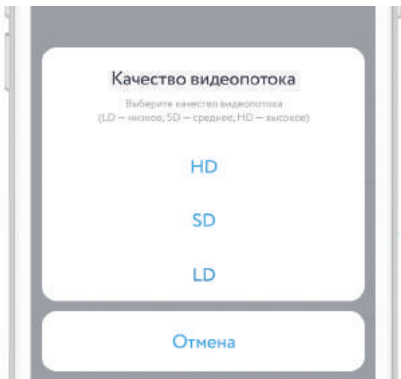 Качество видеопотока
Выберите качество видеопотока
(LD — низкое, SD — среднее, HD — высокое)
HD
SD
LD
Отмена